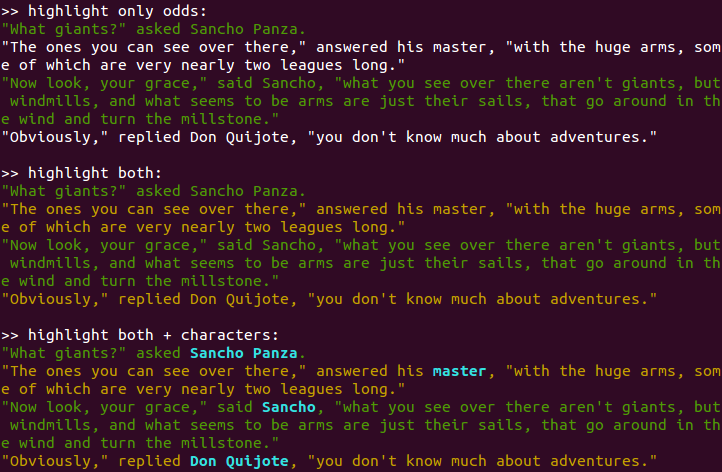 >> highlight only odds:
"What giants?" asked Sancho Panza.
"The ones you can see over there," answered his master, "with the huge arms, som
e of which are very nearly two leagues long."
"Now look, your grace," said Sancho, "what you see over there aren't giants, but
 windmills, and what seems to be arms are just their sails, that go around in th
e wind and turn the millstone."
"Obviously," replied Don Quijote, "you don't know much about adventures."

>> highlight both:
"What giants?" asked Sancho Panza.
"The ones you can see over there," answered his master, "with the huge arms, som
e of which are very nearly two leagues long."
"Now look, your grace," said Sancho, "what you see over there aren't giants, but
 windmills, and what seems to be arms are just their sails, that go around in th
e wind and turn the millstone."
"Obviously," replied Don Quijote, "you don't know much about adventures."

>> highlight both + characters:
"What giants?" asked Sancho Panza.
"The ones you can see over there," answered his master, "with the huge arms, som
e of which are very nearly two leagues long."
"Now look, your grace," said Sancho, "what you see over there aren't giants, but
 windmills, and what seems to be arms are just their sails, that go around in th
e wind and turn the millstone."
"Obviously," replied Don Quijote, "you don't know much about adventures."